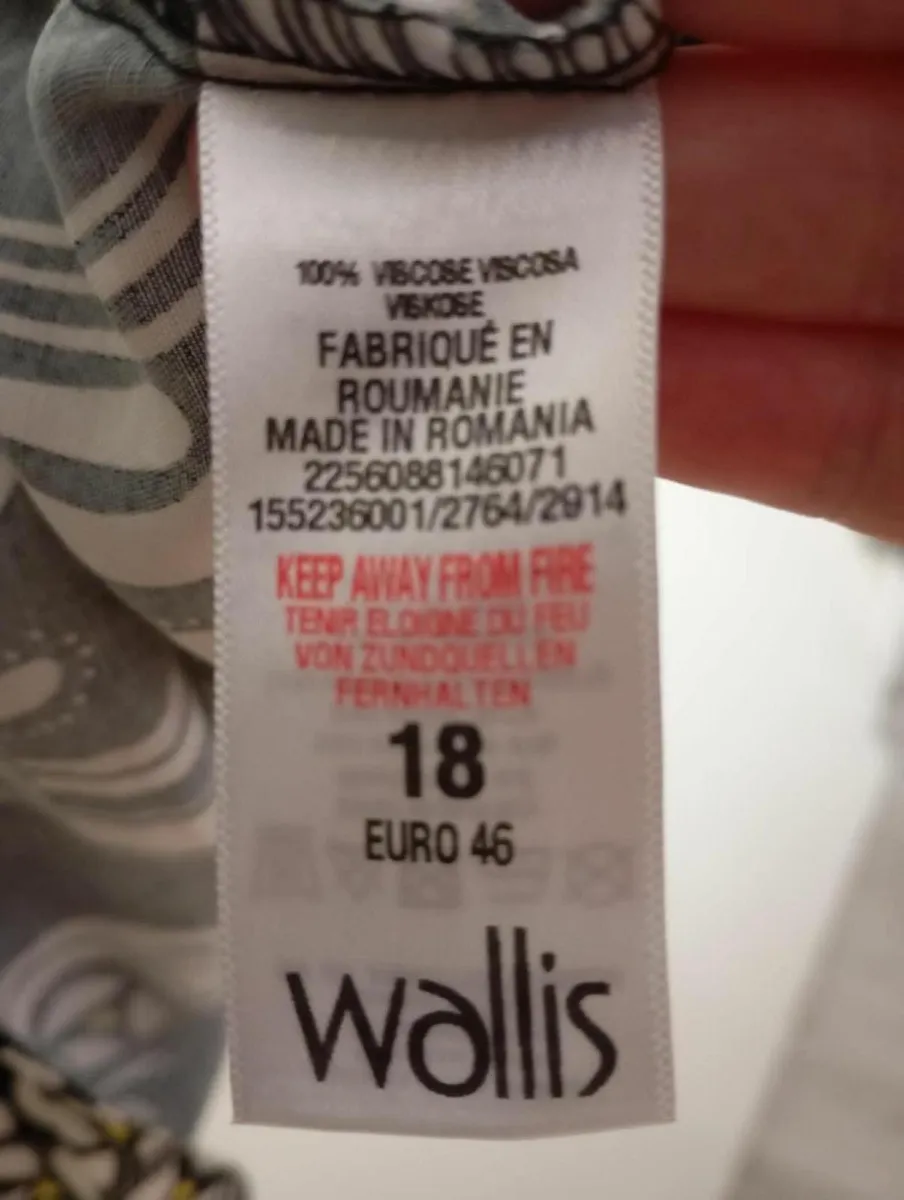 100% VISCOSE VISCOSA
VISKOSE
FABRIQUÉ EN
ROUMANIE
MADE IN ROMANIA
2256088146071
155236001/2764/2914
KEEP AWAY FROM FIRE
TENIR ELOIGNE DU FEU
VON ZUNDQUELLEN
FERNHALTEN
18
EURO 46
wallis